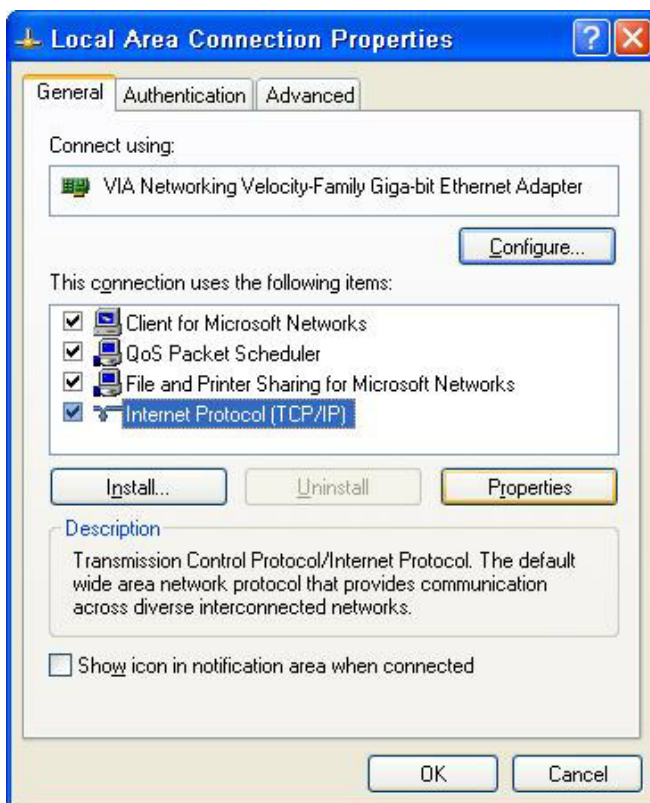 Local Area Connection Properties
General Authentication Advanced
Connect using:
VIA Networking Velocity-Family Giga-bit Ethernet Adapter
Configure...
This connection uses the following items:
Client for Microsoft Networks
QoS Packet Scheduler
File and Printer Sharing for Microsoft Networks
Internet Protocol (TCP/IP)
Install... Uninstall Properties
Description
Transmission Control Protocol/Internet Protocol. The default
wide area network protocol that provides communication
across diverse interconnected networks.
Show icon in notification area when connected
OK Cancel